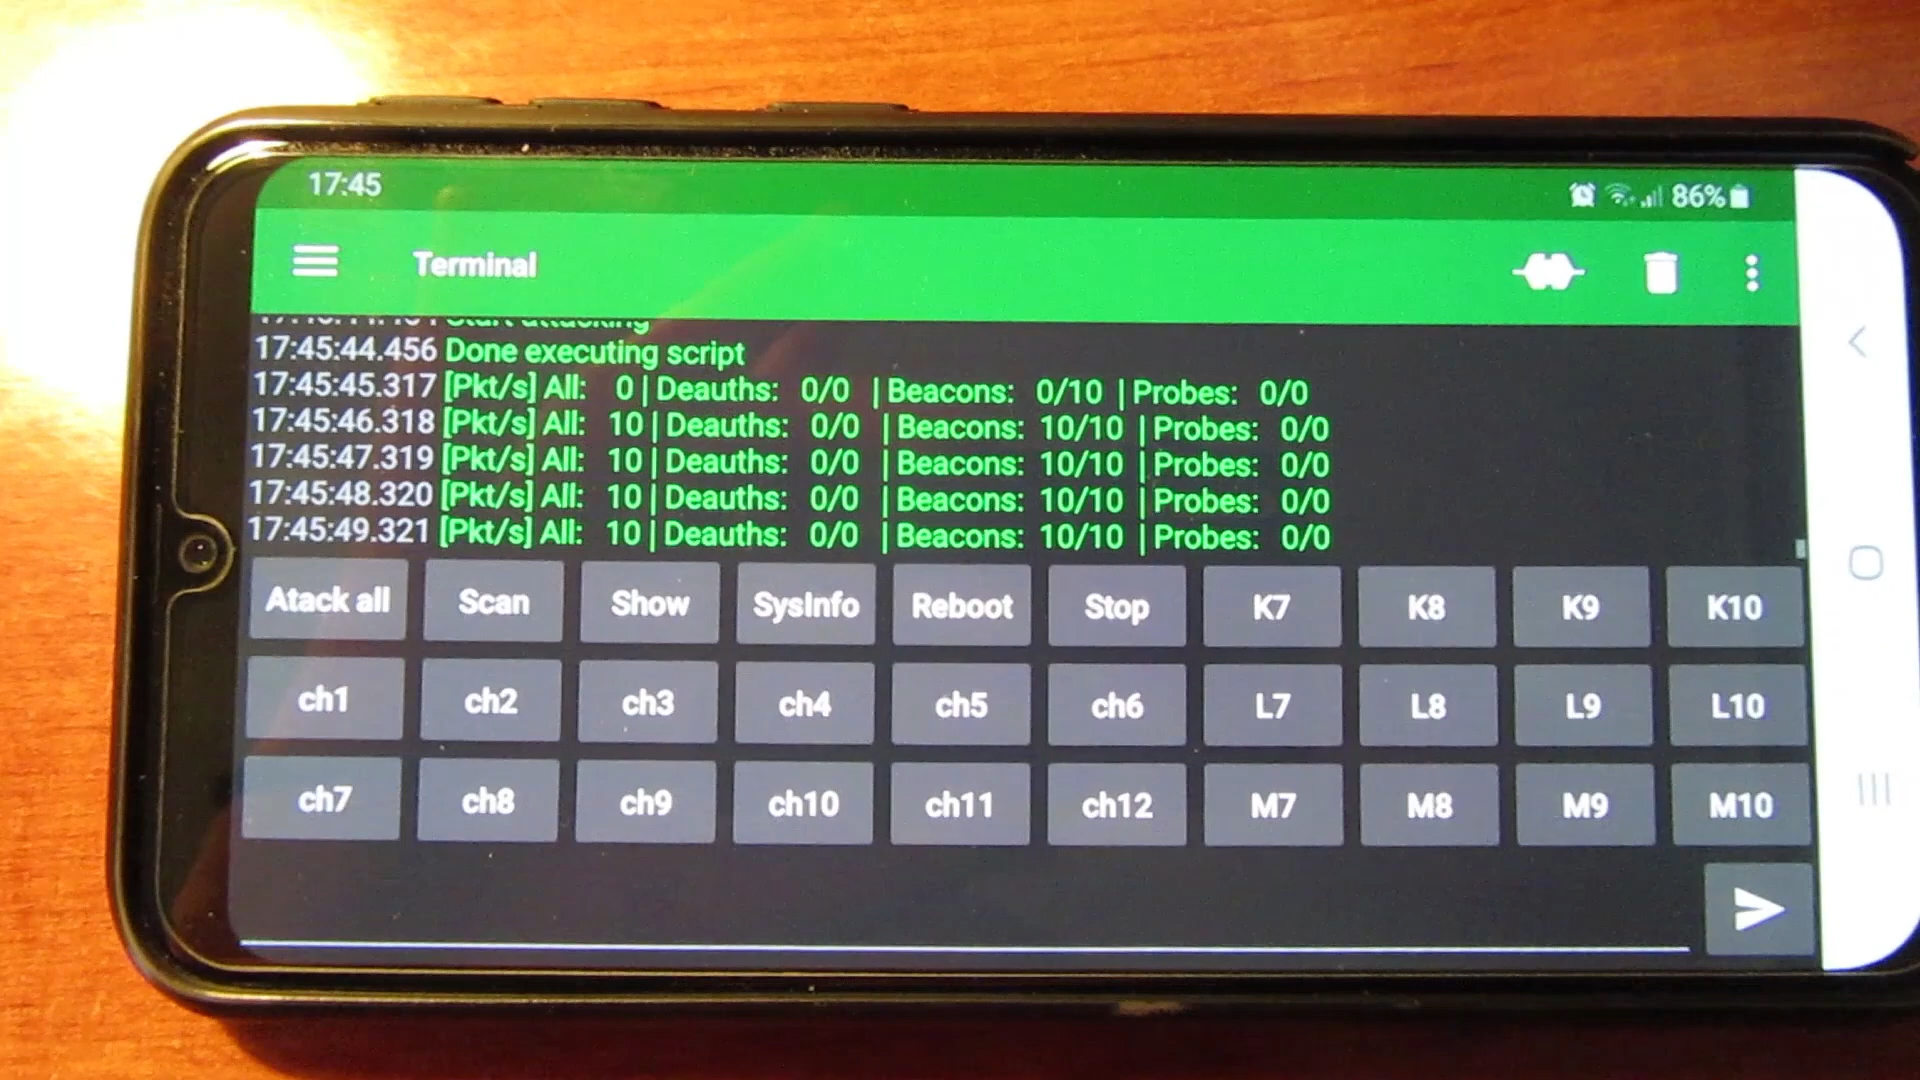 17:45
86%
Terminal
Start attacking
17:45:44.456 Done executing script
17:45:45.317 [Pkt/s] All: 0 | Deauths: 0/0 | Beacons: 0/10 | Probes: 0/0
17:45:46.318 [Pkt/s] All: 10 | Deauths: 0/0 | Beacons: 10/10 | Probes: 0/0
17:45:47.319 [Pkt/s] All: 10 | Deauths: 0/0 | Beacons: 10/10 | Probes: 0/0
17:45:48.320 [Pkt/s] All: 10 | Deauths: 0/0 | Beacons: 10/10 | Probes: 0/0
17:45:49.321 [Pkt/s] All: 10 | Deauths: 0/0 | Beacons: 10/10 | Probes: 0/0
Atack all Scan Show SysInfo Reboot Stop K7 K8 K9 K10
ch1 ch2 ch3 ch4 ch5 ch6 L7 L8 L9 L10
ch7 ch8 ch9 ch10 ch11 ch12 M7 M8 M9 M10